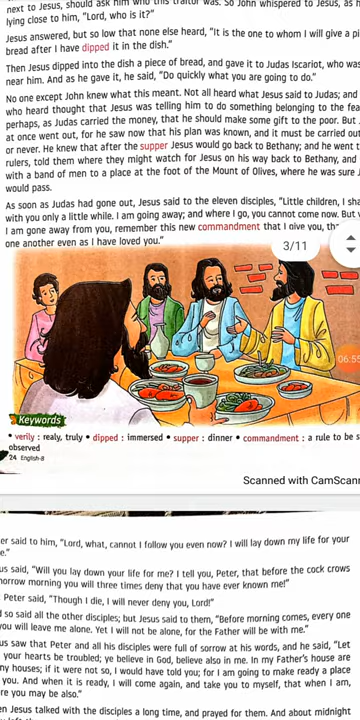 next to Jesus, should ask him who this traitor was. So John whispered to Jesus, as he
lying close to him, "Lord, who is it?"
Jesus answered, but so low that none else heard, "It is the one to whom I will give a pi
bread after I have dipped it in the dish."
Then Jesus dipped into the dish a piece of bread, and gave it to Judas Iscariot, who was
near him. And as he gave it, he said, "Do quickly what you are going to do."
No one except John knew what this meant. Not all heard what Jesus said to Judas; and
who heard thought that Jesus was telling him to do something belonging to the fea
perhaps, as Judas carried the money, that he should make some gift to the poor. But
at once went out, for he saw now that his plan was known, and it must be carried out
or never. He knew that after the supper Jesus would go back to Bethany; and he went t
rulers, told them where they might watch for Jesus on his way back to Bethany, and
with a band of men to a place at the foot of the Mount of Olives, where he was sure J
would pass.
As soon as Judas had gone out, Jesus said to the eleven disciples, "Little children, I sha
with you only a little while. I am going away; and where I go, you cannot come now. But
I am gone away from you, remember this new commandment that I give you, th
one another even as I have loved you."
3/11
06:55
Keywords
• verily : realy, truly • dipped : immersed • supper : dinner • commandment : a rule to be s
observed
24 English-8
Scanned with CamScan
er said to him, "Lord, what, cannot I follow you even now? I will lay down my life for your
e."
us said, "Will you lay down your life for me? I tell you, Peter, that before the cock crows
morrow morning you will three times deny that you have ever known me!"
Peter said, "Though I die, I will never deny you, Lord!"
d so said all the other disciples; but Jesus said to them, "Before morning comes, every one
you will leave me alone. Yet I will not be alone, for the Father will be with me."
us saw that Peter and all his disciples were full of sorrow at his words, and he said, "Let
your hearts be troubled; ye believe in God, believe also in me. In my Father's house are
ny houses; if it were not so, I would have told you; for I am going to make ready a place
you. And when it is ready, I will come again, and take you to myself, that when I am,
re you may be also."
en Jesus talked with the disciples a long time, and prayed for them. And about midnight